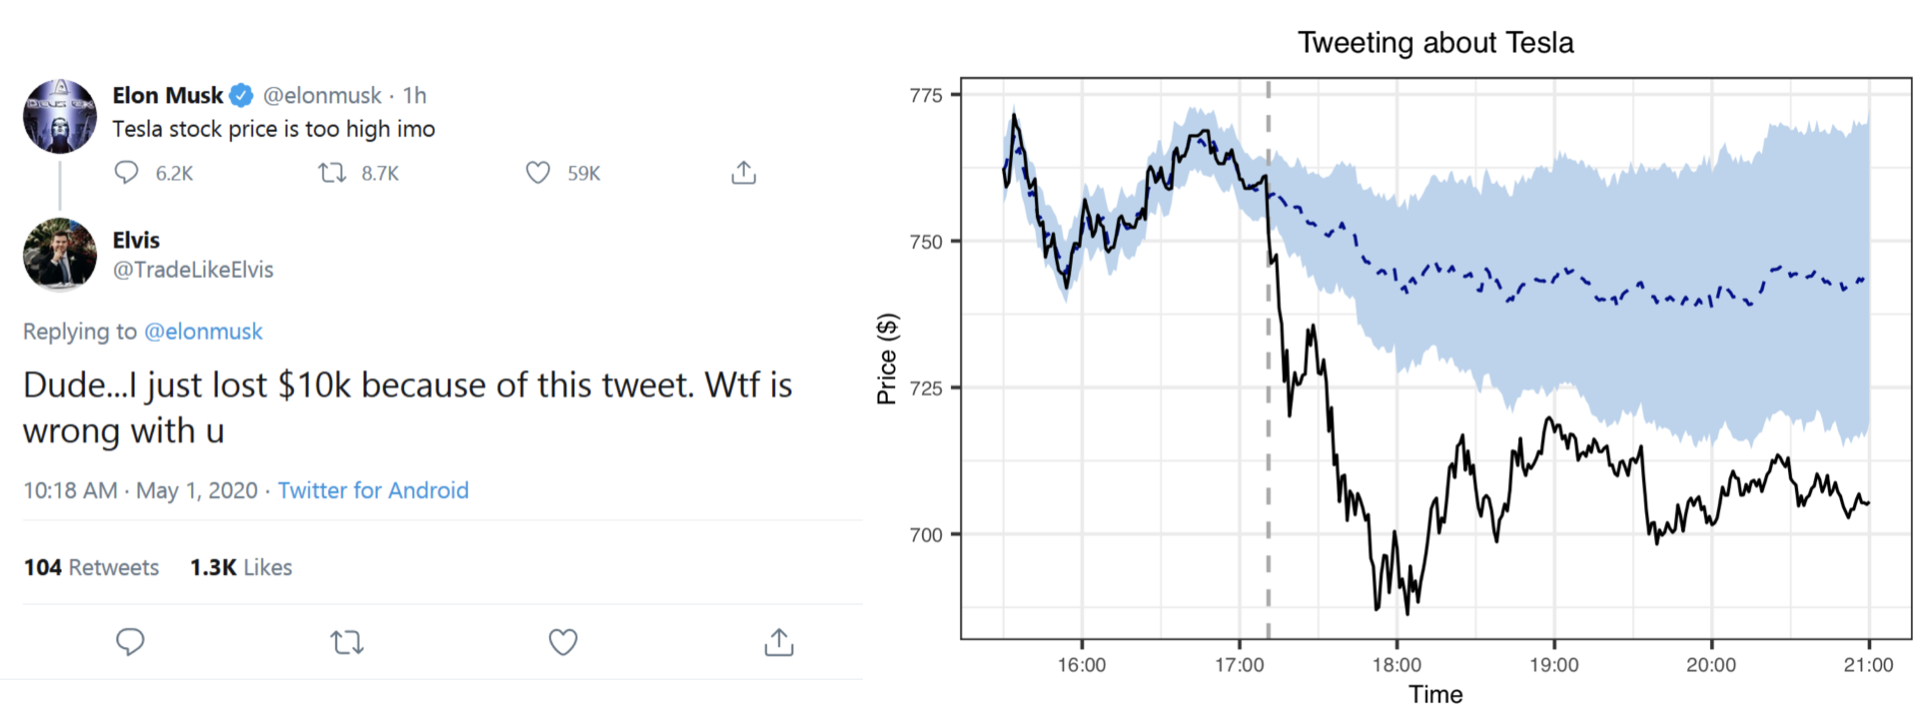 Elon Musk @elonmusk · 1h
Tesla stock price is too high imo
6.2K 8.7K 59K
Elvis
@TradeLikeElvis
Replying to @elonmusk
Dude...I just lost $10k because of this tweet. Wtf is
wrong with u
10:18 AM · May 1, 2020 · Twitter for Android
104 Retweets 1.3K Likes
Tweeting about Tesla
Price ($)
775
750
725
700
16:00 17:00 18:00 19:00 20:00 21:00
Time